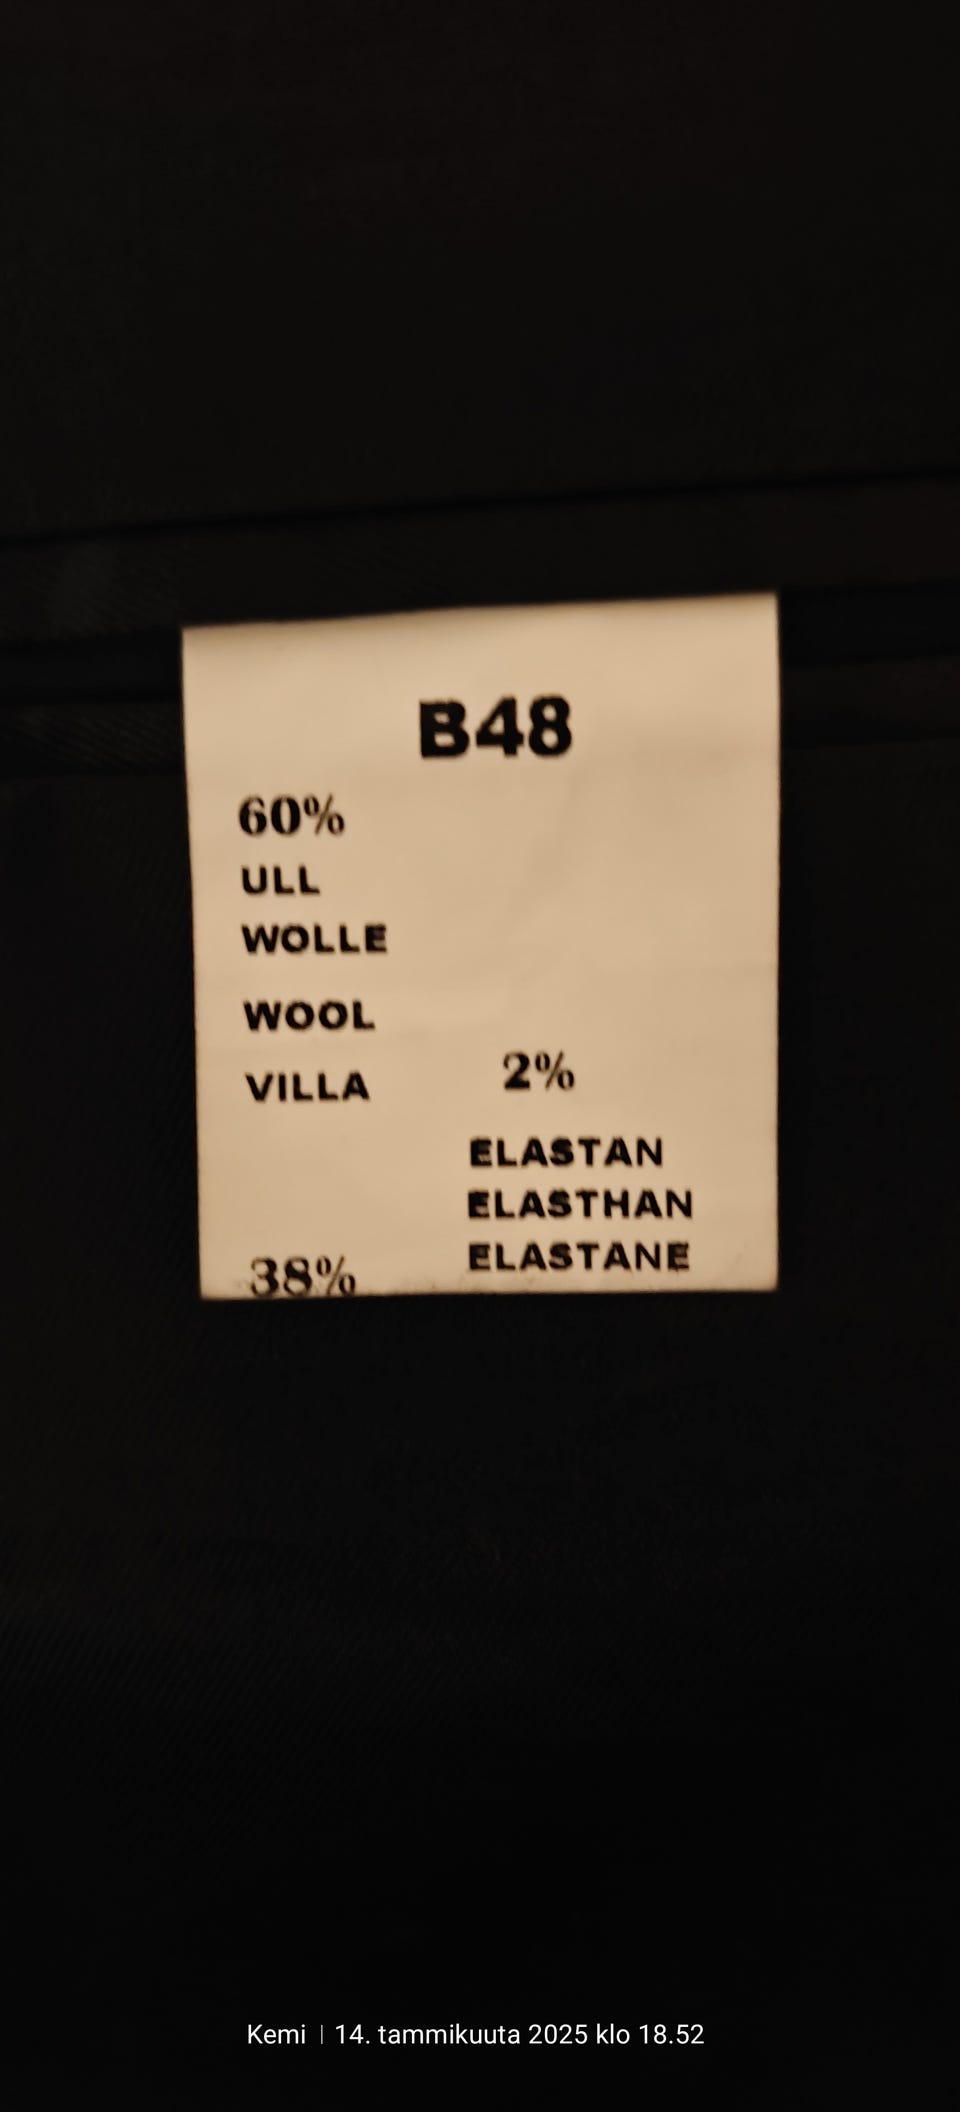 B48
60%
ULL
WOLLE
WOOL
VILLA
2%
ELASTAN
ELASTHAN
ELASTANE
38%
Kemi | 14. tammikuuta 2025 klo 18.52